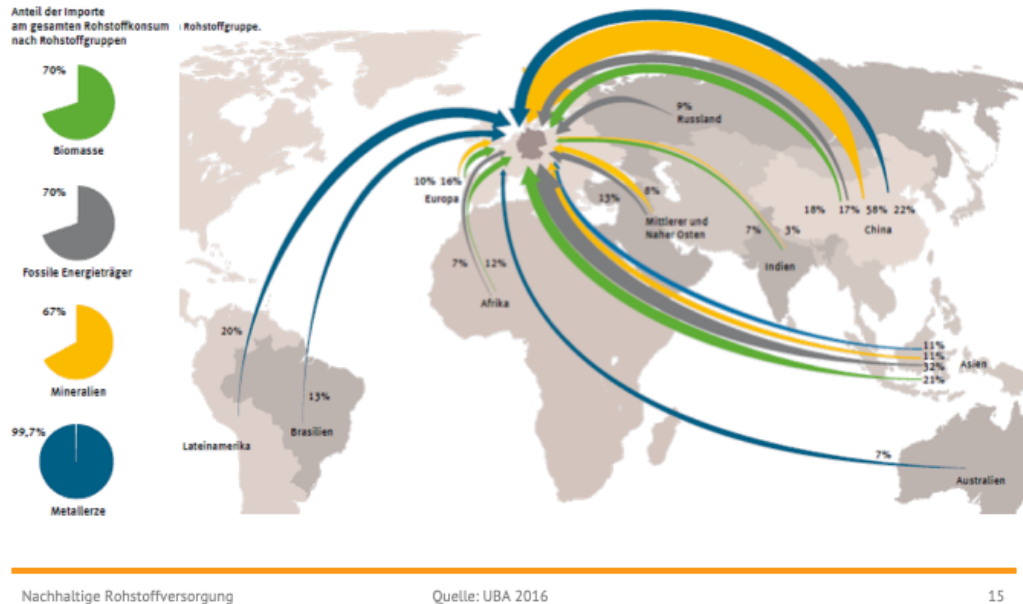 Anteil der Importe
am gesamten Rohstoffkonsum
nach Rohstoffgruppen
Rohstoffgruppe.
70%
Biomasse
70%
Fossile Energieträger
67%
Mineralien
99,7%
Metallerze
9%
Russland
10% 16%
Europa
13%
8%
Mittlerer und
Naher Osten
18% 17% 58% 22%
China
7% 3%
Indien
7% 12%
Afrika
20%
Lateinamerika
13%
Brasilien
11%
11%
32%
21%
Asien
7%
Australien
Nachhaltige Rohstoffversorgung
Quelle: UBA 2016
15